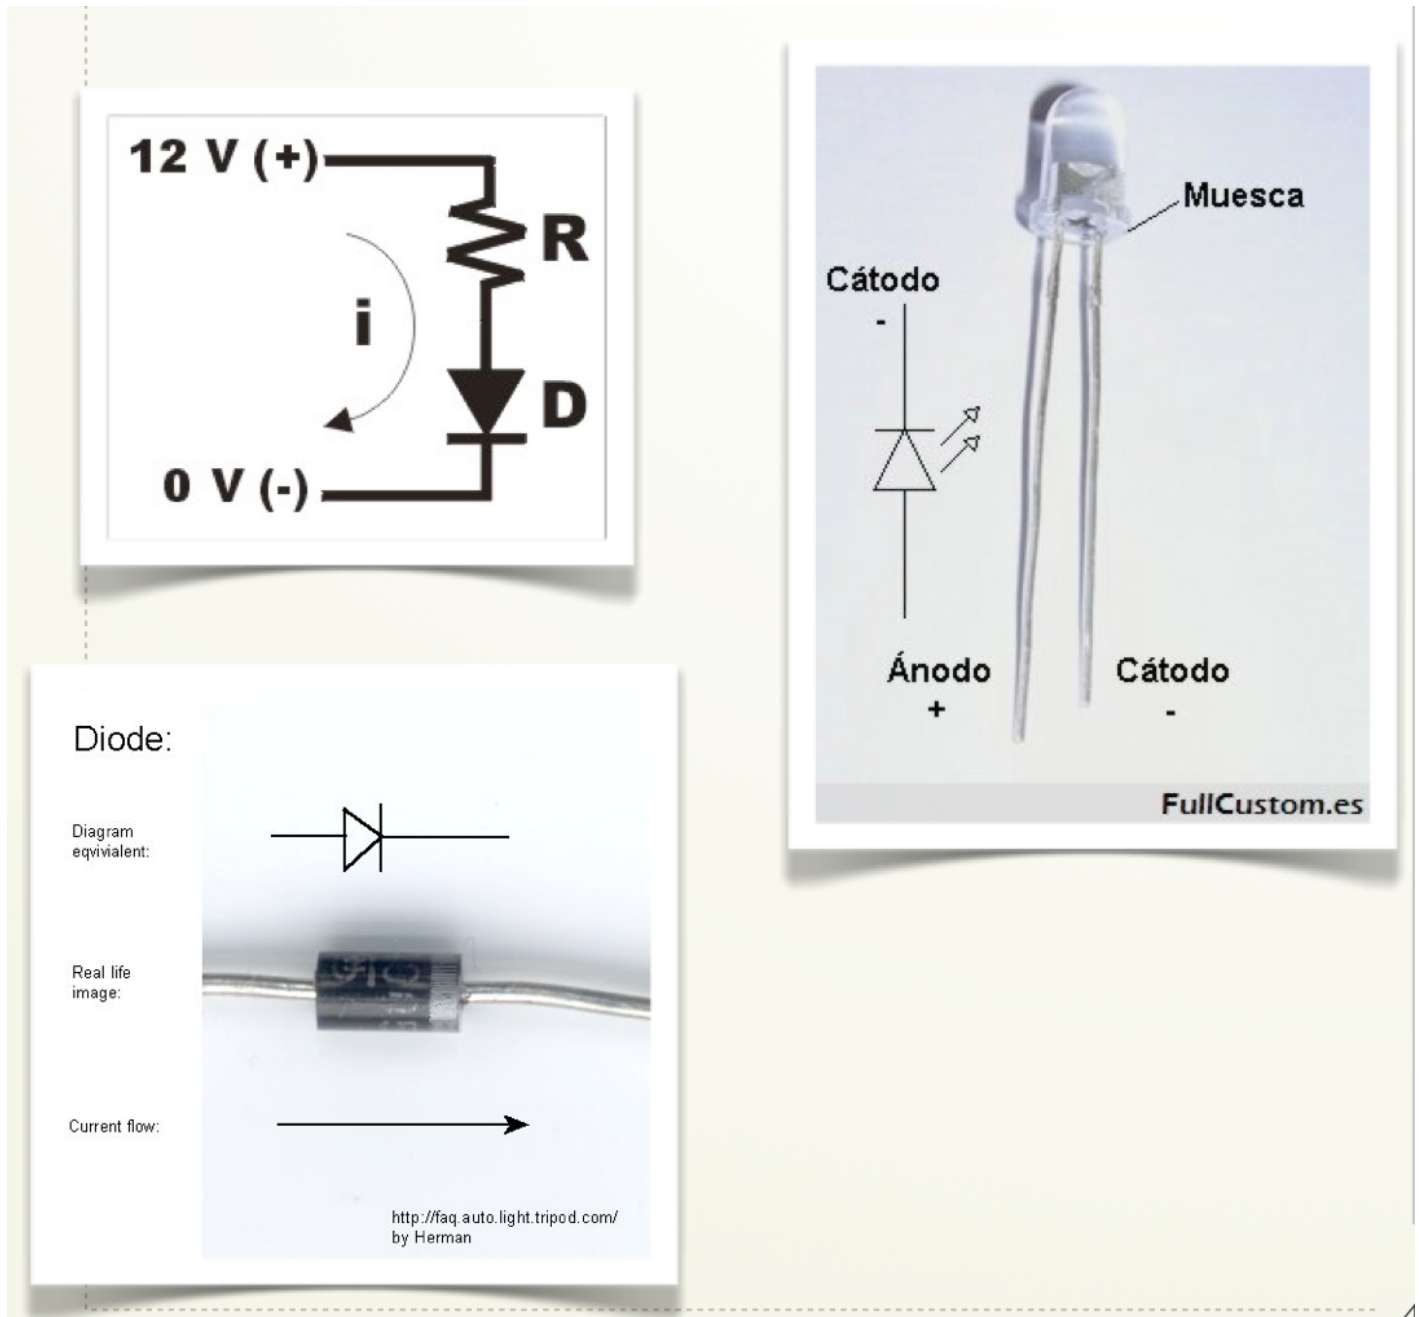 12 V (+)
R
i
D
0 V (-)
Muesca
Cátodo
-
Ánodo
+
Cátodo
-
FullCustom.es
Diode:
Diagram
eqvivialent:
Real life
image:
Current flow:
http://faq.auto.light.tripod.com/
by Herman